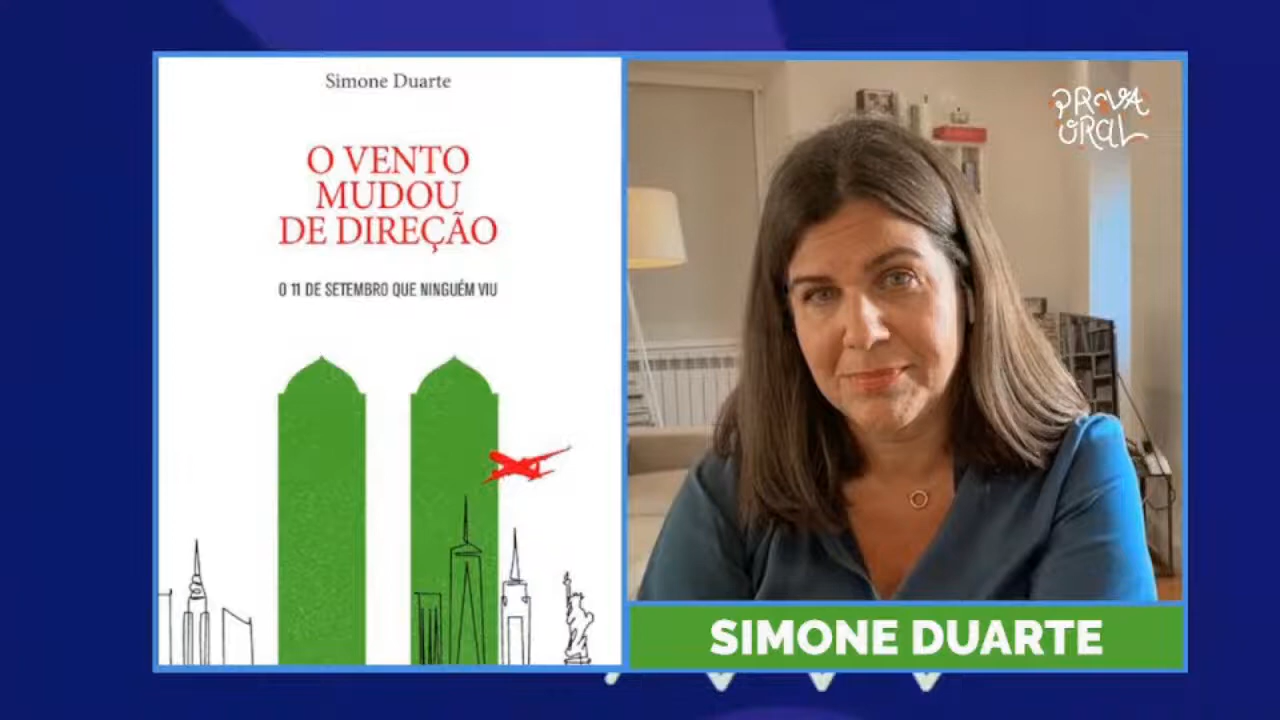 Simone Duarte
O VENTO
MUDOU
DE DIREÇÃO
O 11 DE SETEMBRO QUE NINGUÉM VIU
PROVA
ORAL
SIMONE DUARTE